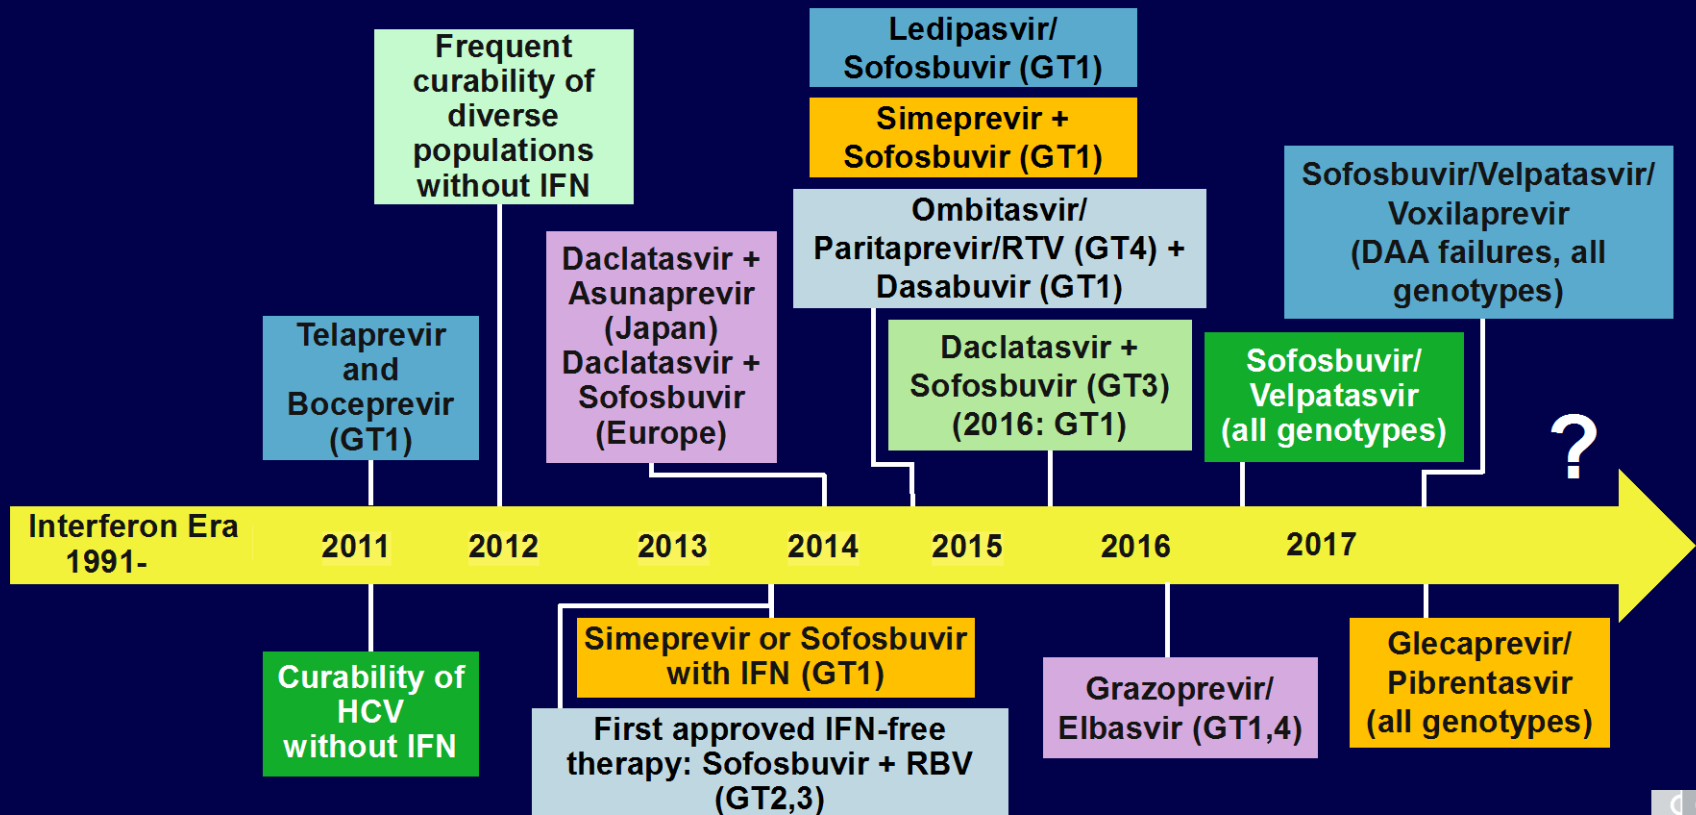 Frequent
curability of
diverse
populations
without IFN
Ledipasvir/
Sofosbuvir (GT1)
Simeprevir +
Sofosbuvir (GT1)
Ombitasvir/
Paritaprevir/RTV (GT4) +
Dasabuvir (GT1)
Sofosbuvir/Velpatasvir/
Voxilaprevir
(DAA failures, all
genotypes)
Telaprevir
and
Boceprevir
(GT1)
Daclatasvir +
Asunaprevir
(Japan)
Daclatasvir +
Sofosbuvir
(Europe)
Daclatasvir +
Sofosbuvir (GT3)
(2016: GT1)
Sofosbuvir/
Velpatasvir
(all genotypes)
?
Interferon Era
1991-
2011
2012
2013
2014
2015
2016
2017
Curability of
HCV
without IFN
Simeprevir or Sofosbuvir
with IFN (GT1)
First approved IFN-free
therapy: Sofosbuvir + RBV
(GT2,3)
Grazoprevir/
Elbasvir (GT1,4)
Glecaprevir/
Pibrentasvir
(all genotypes)